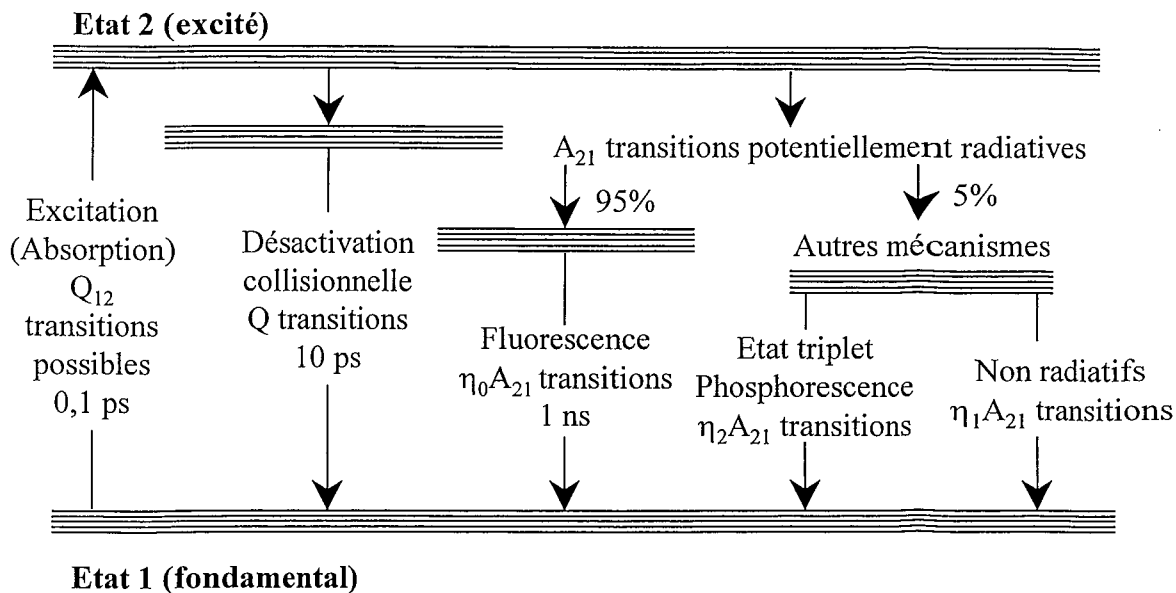 Etat 2 (excité)
A₂₁ transitions potentiellement radiatives
95%
5%
Excitation
(Absorption)
Q₁₂
transitions
possibles
0,1 ps
Désactivation
collisionnelle
Q transitions
10 ps
Autres mécanismes
Fluorescence
η₀A₂₁ transitions
1 ns
Etat triplet
Phosphorescence
η₂A₂₁ transitions
Non radiatifs
η₁A₂₁ transitions
Etat 1 (fondamental)